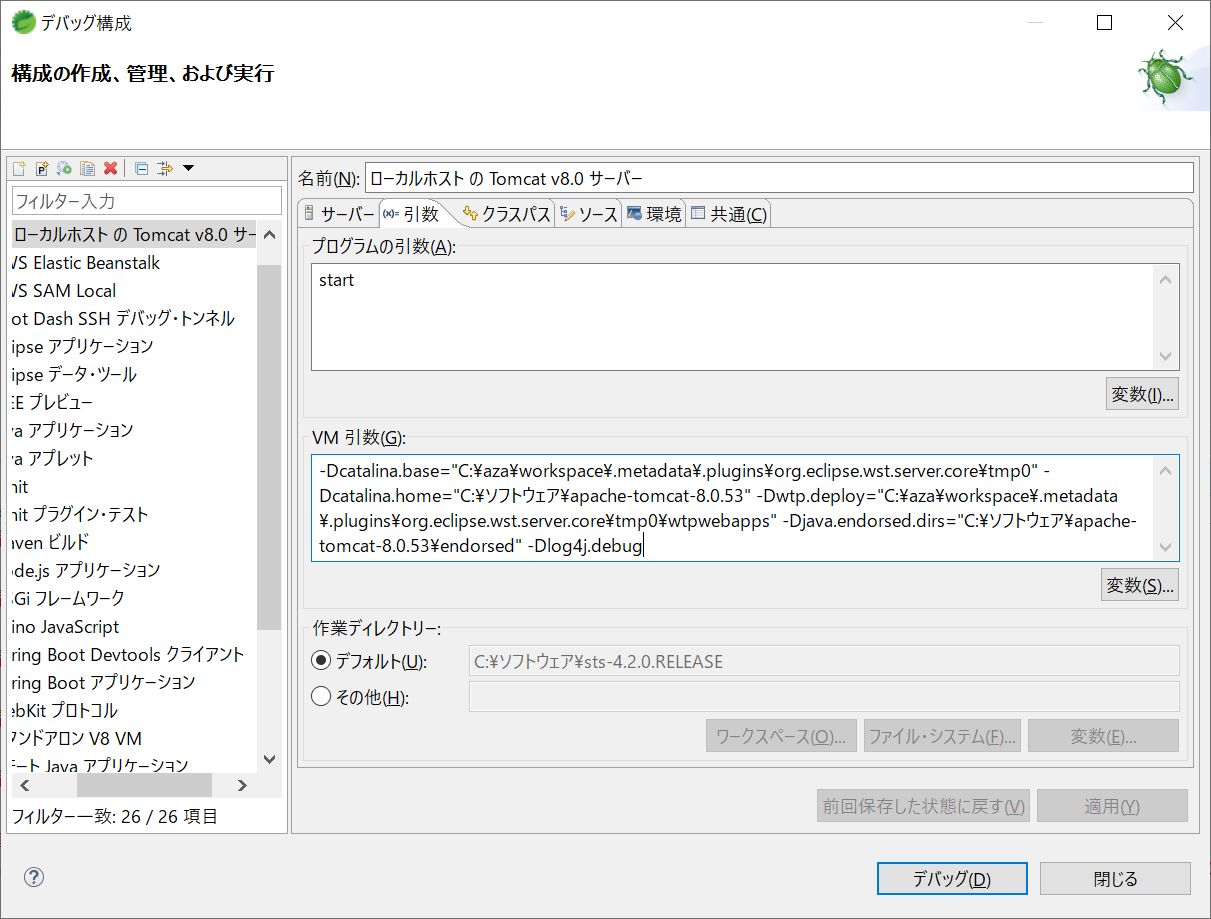 デバッグ構成
構成の作成、管理、および実行
フィルター入力
ローカルホスト の Tomcat v8.0 サー
VS Elastic Beanstalk
VS SAM Local
ot Dash SSH デバッグ・トンネル
ipse アプリケーション
ipse データ・ツール
EE プレビュー
va アプリケーション
va アプレット
nit
nit プラグイン・テスト
aven ビルド
ode.js アプリケーション
SGi フレームワーク
ino JavaScript
ring Boot Devtools クライアント
ring Boot アプリケーション
ebKit プロトコル
アンドアロン V8 VM
モート Java アプリケーション
フィルター一致: 26 / 26 項目
名前(N): ローカルホスト の Tomcat v8.0 サーバー
サーバー (x)= 引数 クラスパス ソース 環境 共通(C)
プログラムの引数(A):
start
変数(I)...
VM 引数(G):
-Dcatalina.base="C:¥aza¥workspace¥.metadata¥.plugins¥org.eclipse.wst.server.core¥tmp0" -
Dcatalina.home="C:¥ソフトウェア¥apache-tomcat-8.0.53" -Dwtp.deploy="C:¥aza¥workspace¥.metadata
¥.plugins¥org.eclipse.wst.server.core¥tmp0¥wtpwebapps" -Djava.endorsed.dirs="C:¥ソフトウェア¥apache-
tomcat-8.0.53¥endorsed" -Dlog4j.debug
変数(S)...
作業ディレクトリー:
デフォルト(U): C:¥ソフトウェア¥sts-4.2.0.RELEASE
その他(H):
ワークスペース(O)... ファイル・システム(F)... 変数(E)...
前回保存した状態に戻す(V) 適用(Y)
デバッグ(D) 閉じる